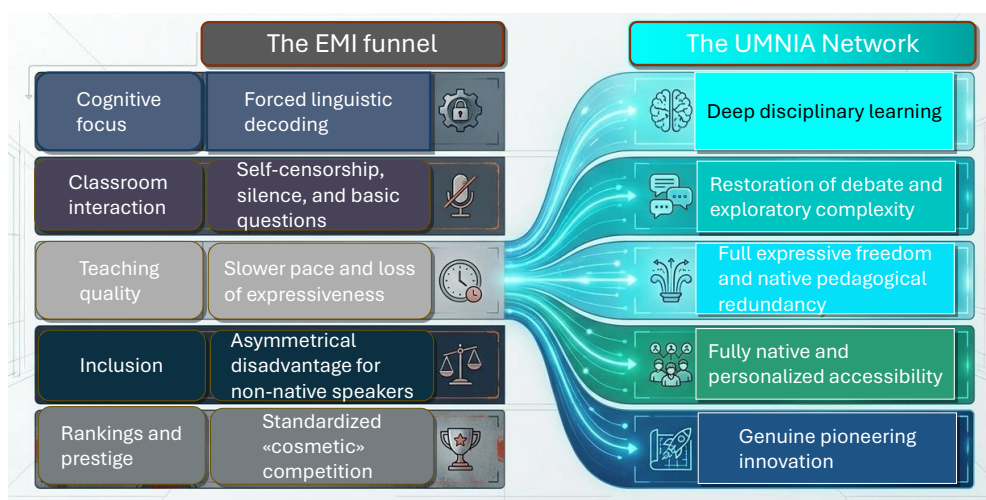 The EMI funnel
The UMNIA Network
Cognitive
focus
Forced linguistic
decoding
Deep disciplinary learning
Classroom
interaction
Self-censorship,
silence, and basic
questions
Restoration of debate and
exploratory complexity
Teaching
quality
Slower pace and loss
of expressiveness
Full expressive freedom
and native pedagogical
redundancy
Inclusion
Asymmetrical
disadvantage for
non-native speakers
Fully native and
personalized accessibility
Rankings and
prestige
Standardized
«cosmetic»
competition
Genuine pioneering
innovation